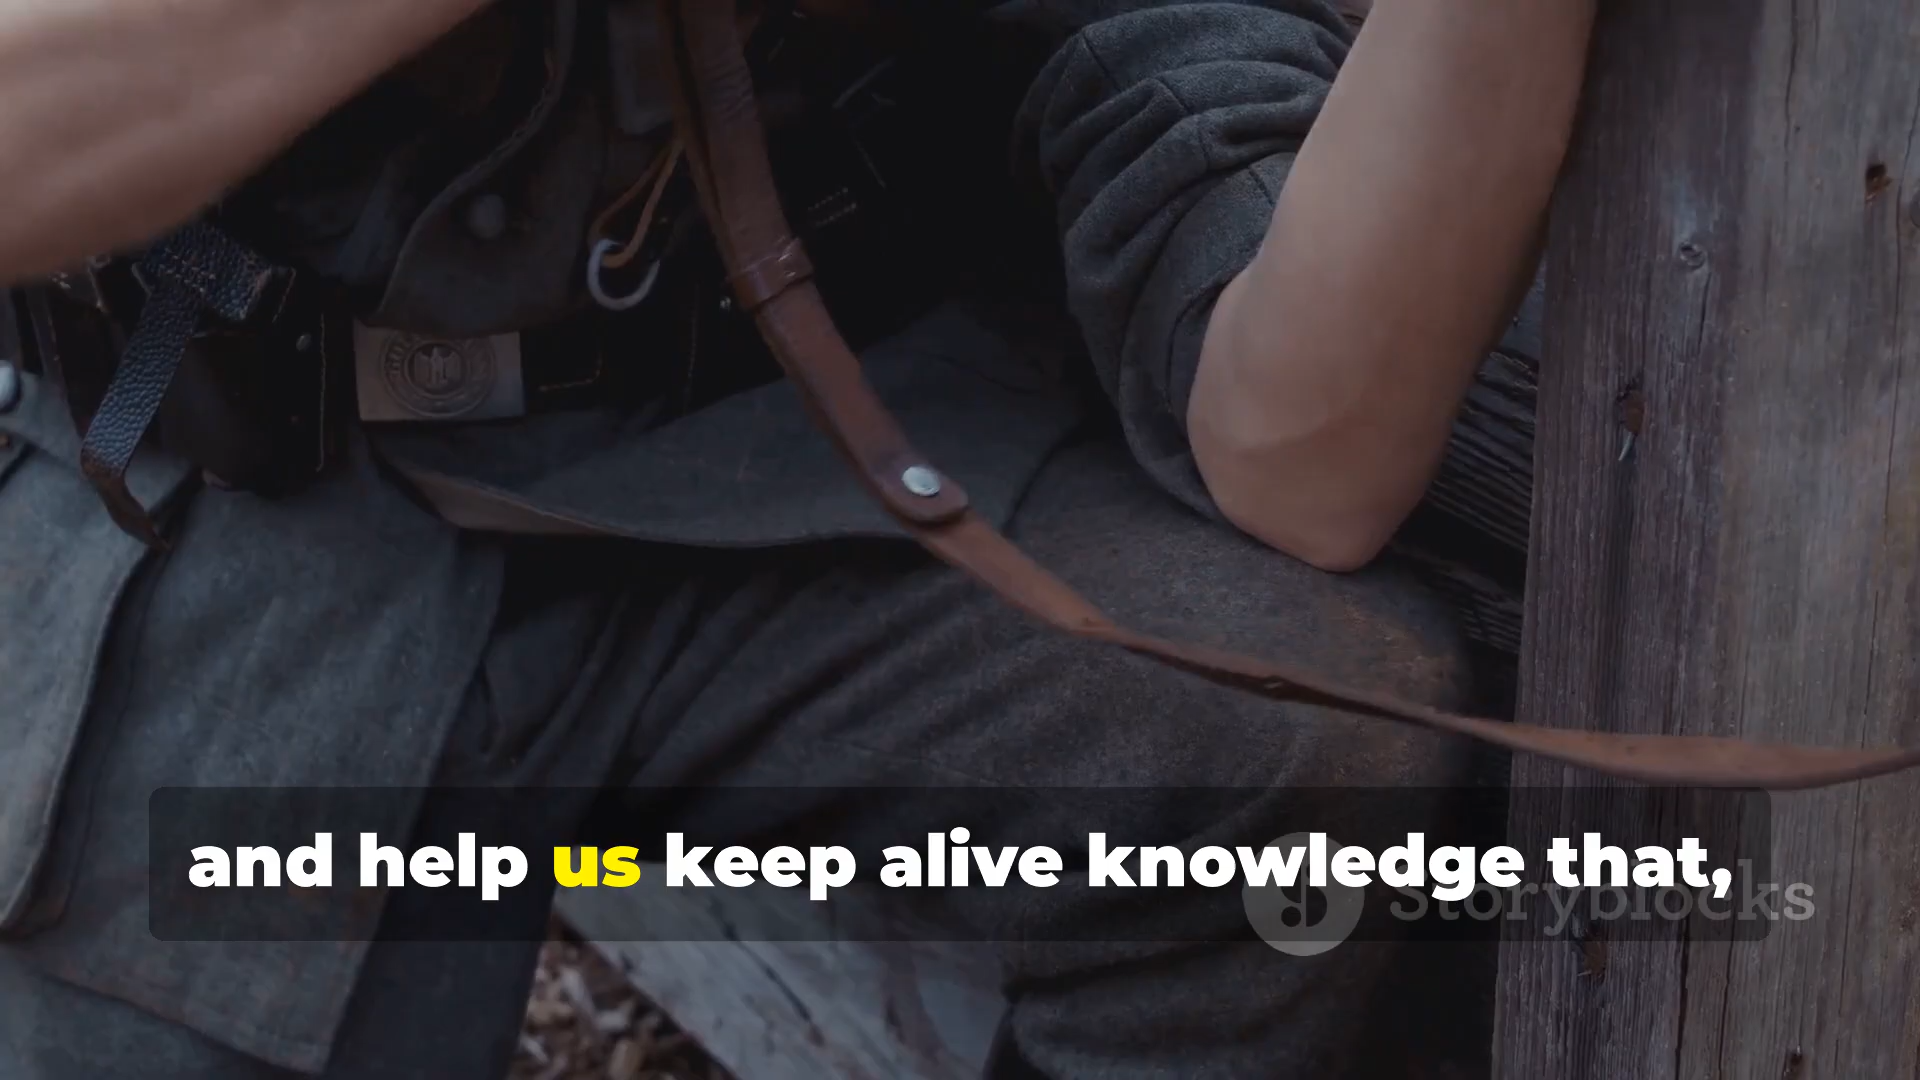 and help us keep alive knowledge that,
Storyblocks